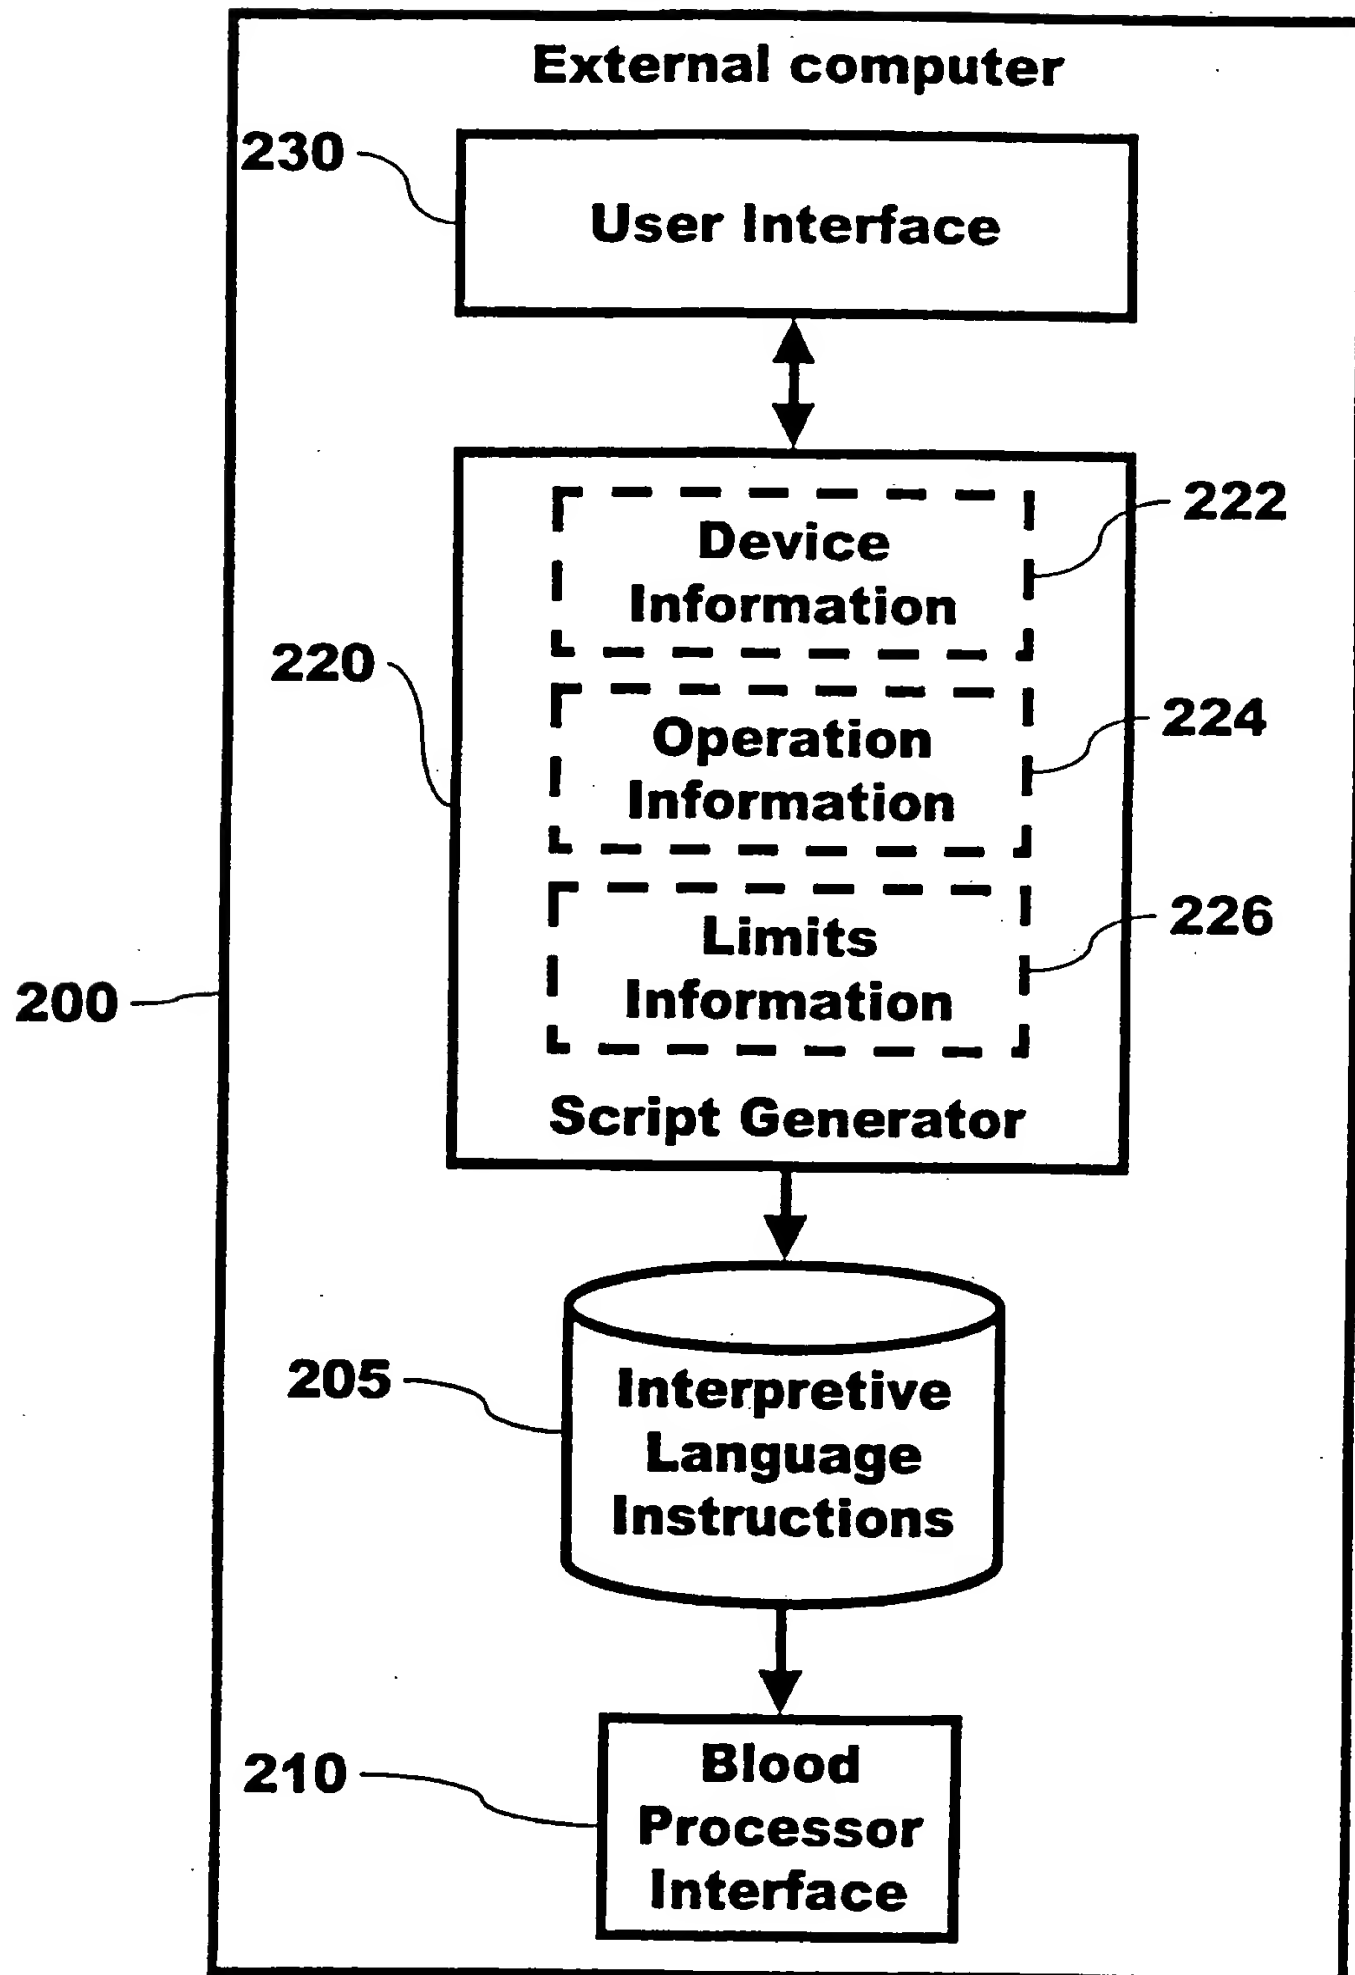 External computer
230
User Interface
222
Device
Information
220
224
Operation
Information
226
Limits
Information
200
Script Generator
205
Interpretive
Language
Instructions
210
Blood
Processor
Interface